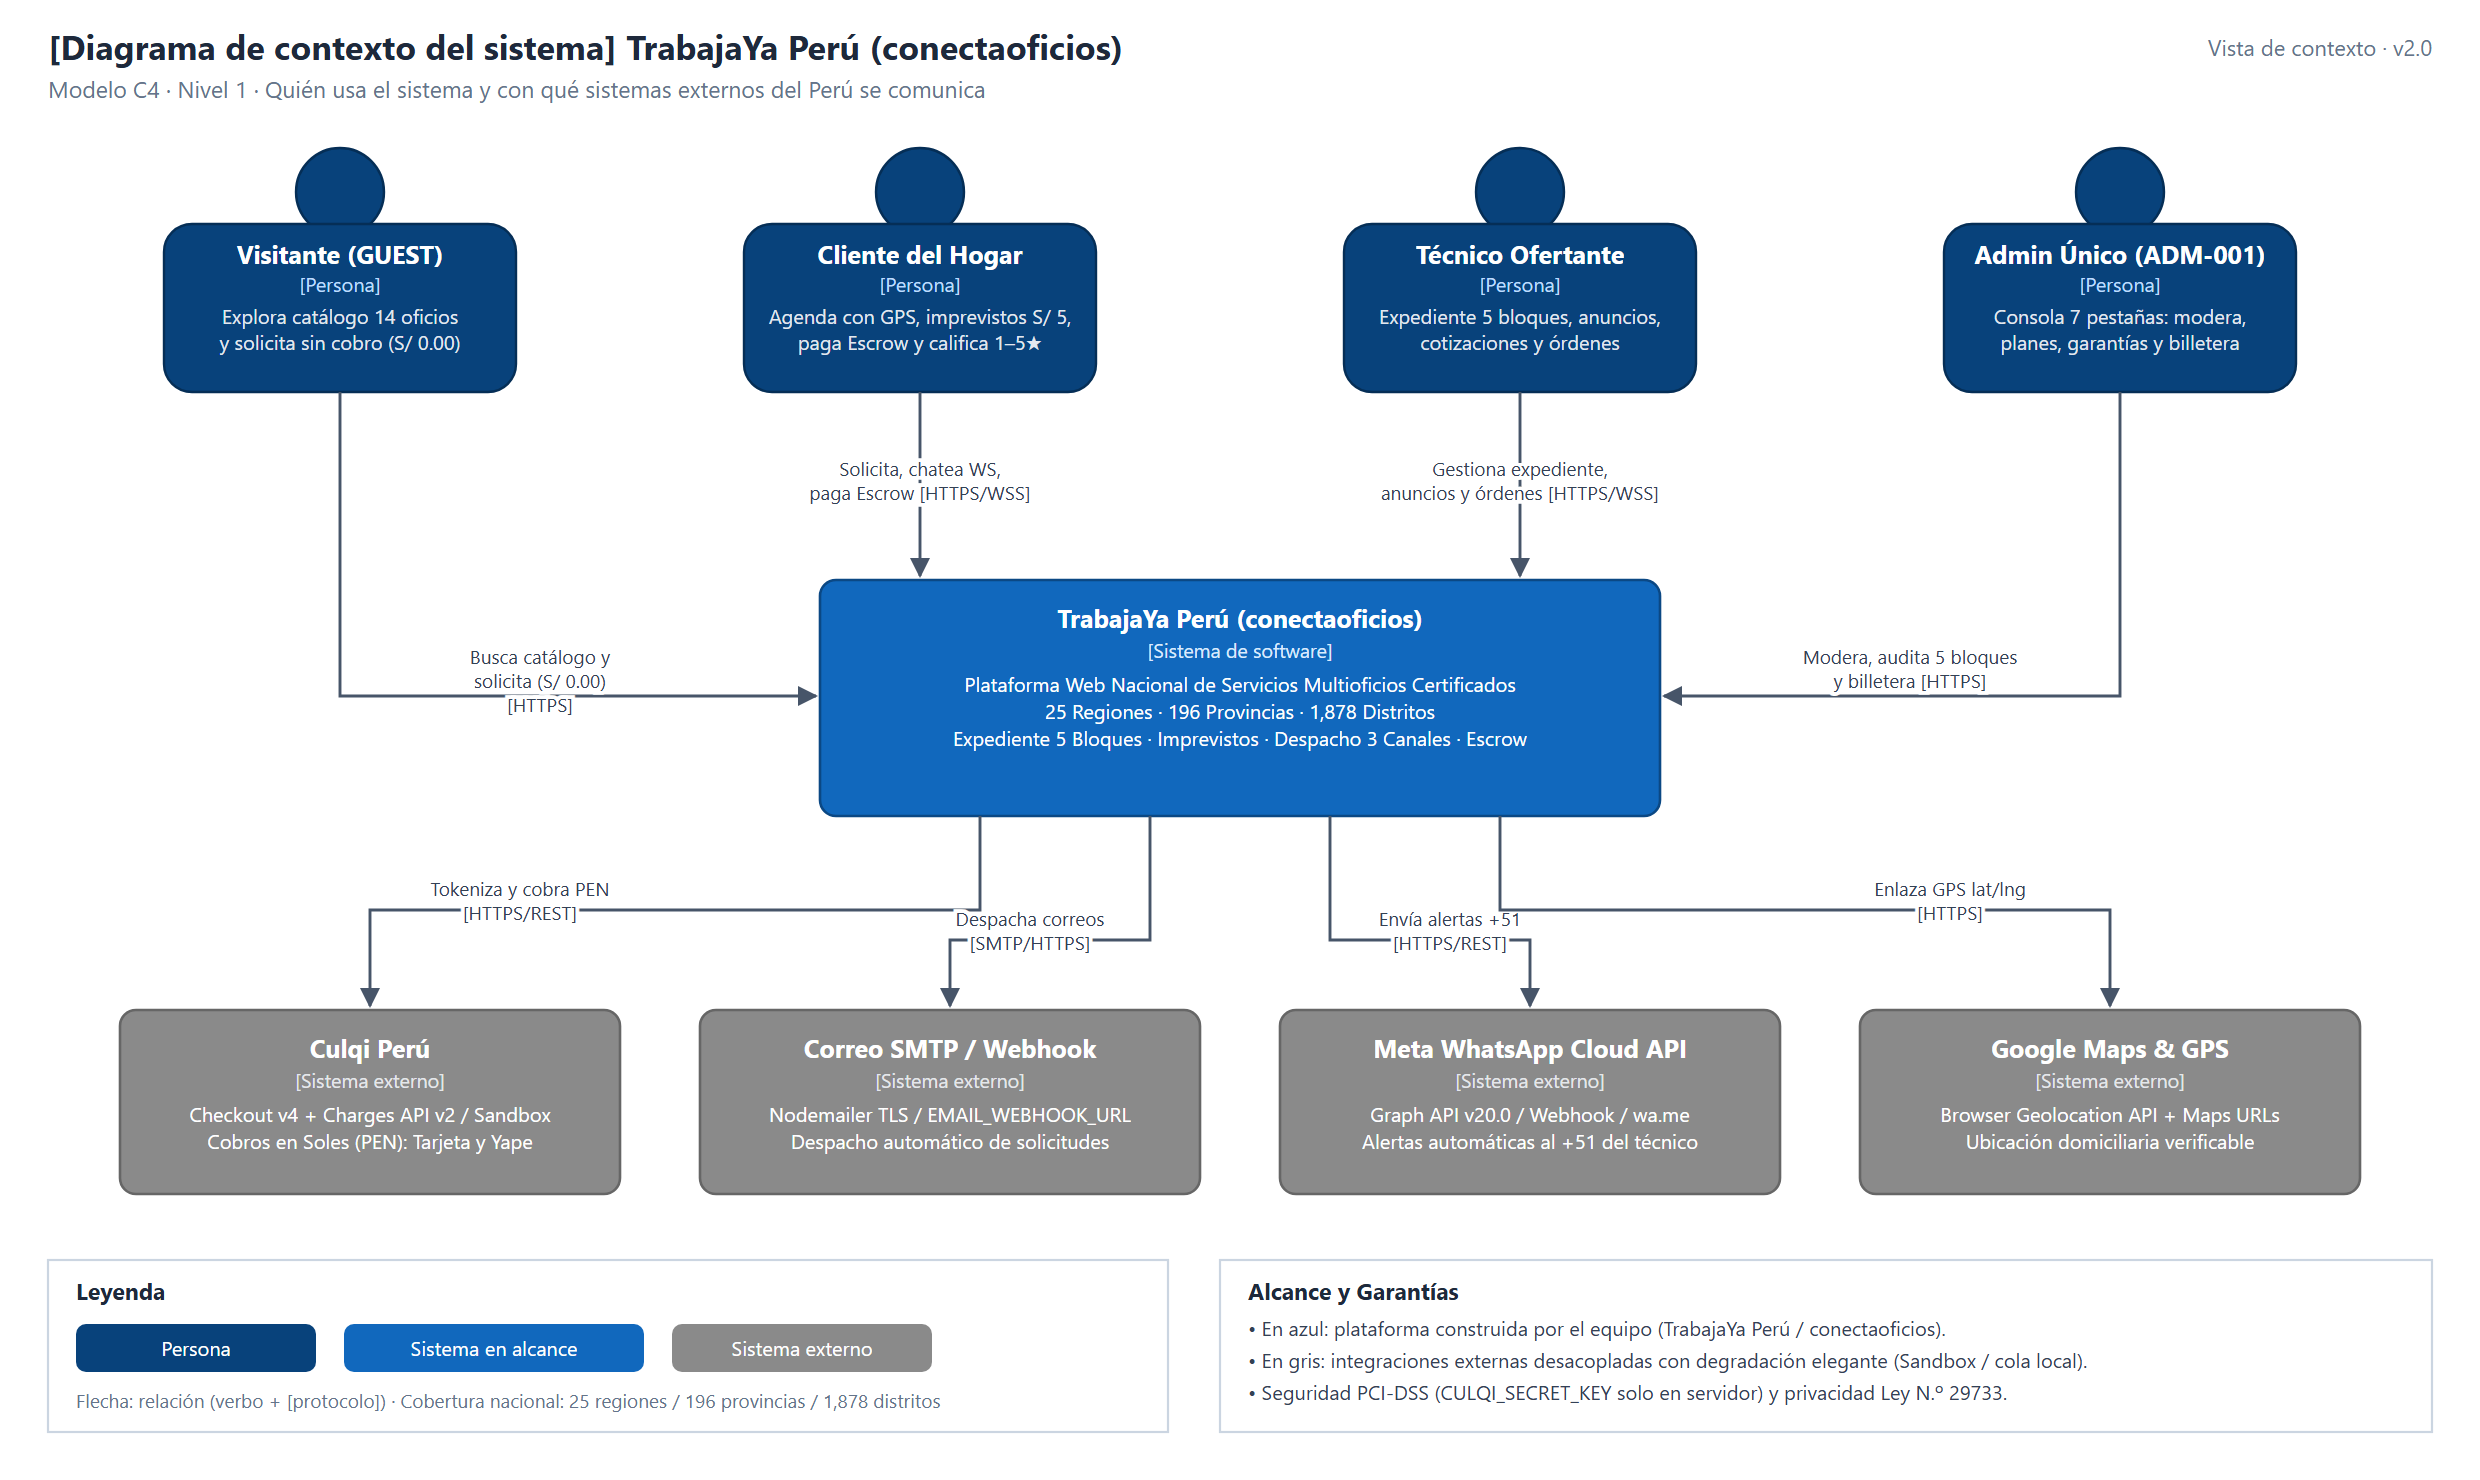 [Diagrama de contexto del sistema] TrabajaYa Perú (conectaoficios)
Vista de contexto · v2.0
Modelo C4 · Nivel 1 · Quién usa el sistema y con qué sistemas externos del Perú se comunica
Visitante (GUEST)
[Persona]
Explora catálogo 14 oficios
y solicita sin cobro (S/ 0.00)
Cliente del Hogar
[Persona]
Agenda con GPS, imprevistos S/ 5,
paga Escrow y califica 1–5★
Técnico Ofertante
[Persona]
Expediente 5 bloques, anuncios,
cotizaciones y órdenes
Admin Único (ADM-001)
[Persona]
Consola 7 pestañas: modera,
planes, garantías y billetera
Solicita, chatea WS,
paga Escrow [HTTPS/WSS]
Gestiona expediente,
anuncios y órdenes [HTTPS/WSS]
Busca catálogo y
solicita (S/ 0.00)
[HTTPS]
TrabajaYa Perú (conectaoficios)
[Sistema de software]
Plataforma Web Nacional de Servicios Multioficios Certificados
25 Regiones · 196 Provincias · 1,878 Distritos
Expediente 5 Bloques · Imprevistos · Despacho 3 Canales · Escrow
Modera, audita 5 bloques
y billetera [HTTPS]
Tokeniza y cobra PEN
[HTTPS/REST]
Despacha correos
[SMTP/HTTPS]
Envía alertas +51
[HTTPS/REST]
Enlaza GPS lat/lng
[HTTPS]
Culqi Perú
[Sistema externo]
Checkout v4 + Charges API v2 / Sandbox
Cobros en Soles (PEN): Tarjeta y Yape
Correo SMTP / Webhook
[Sistema externo]
Nodemailer TLS / EMAIL_WEBHOOK_URL
Despacho automático de solicitudes
Meta WhatsApp Cloud API
[Sistema externo]
Graph API v20.0 / Webhook / wa.me
Alertas automáticas al +51 del técnico
Google Maps & GPS
[Sistema externo]
Browser Geolocation API + Maps URLs
Ubicación domiciliaria verificable
Leyenda
Persona
Sistema en alcance
Sistema externo
Flecha: relación (verbo + [protocolo]) · Cobertura nacional: 25 regiones / 196 provincias / 1,878 distritos
Alcance y Garantías
• En azul: plataforma construida por el equipo (TrabajaYa Perú / conectaoficios).
• En gris: integraciones externas desacopladas con degradación elegante (Sandbox / cola local).
• Seguridad PCI-DSS (CULQI_SECRET_KEY solo en servidor) y privacidad Ley N.º 29733.